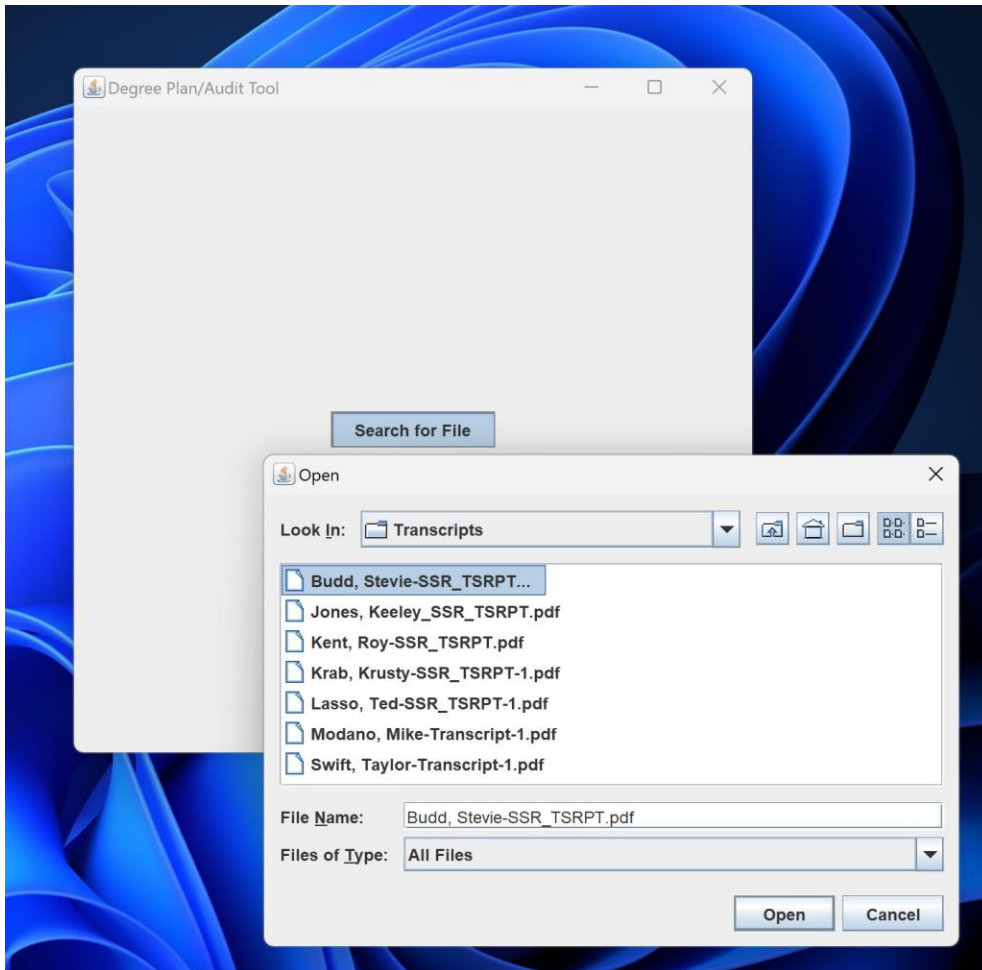 Degree Plan/Audit Tool
Search for File
Open
Look In: Transcripts
Budd, Stevie-SSR_TSRPT...
Jones, Keeley_SSR_TSRPT.pdf
Kent, Roy-SSR_TSRPT.pdf
Krab, Krusty-SSR_TSRPT-1.pdf
Lasso, Ted-SSR_TSRPT-1.pdf
Modano, Mike-Transcript-1.pdf
Swift, Taylor-Transcript-1.pdf
File Name: Budd, Stevie-SSR_TSRPT.pdf
Files of Type: All Files
Open Cancel